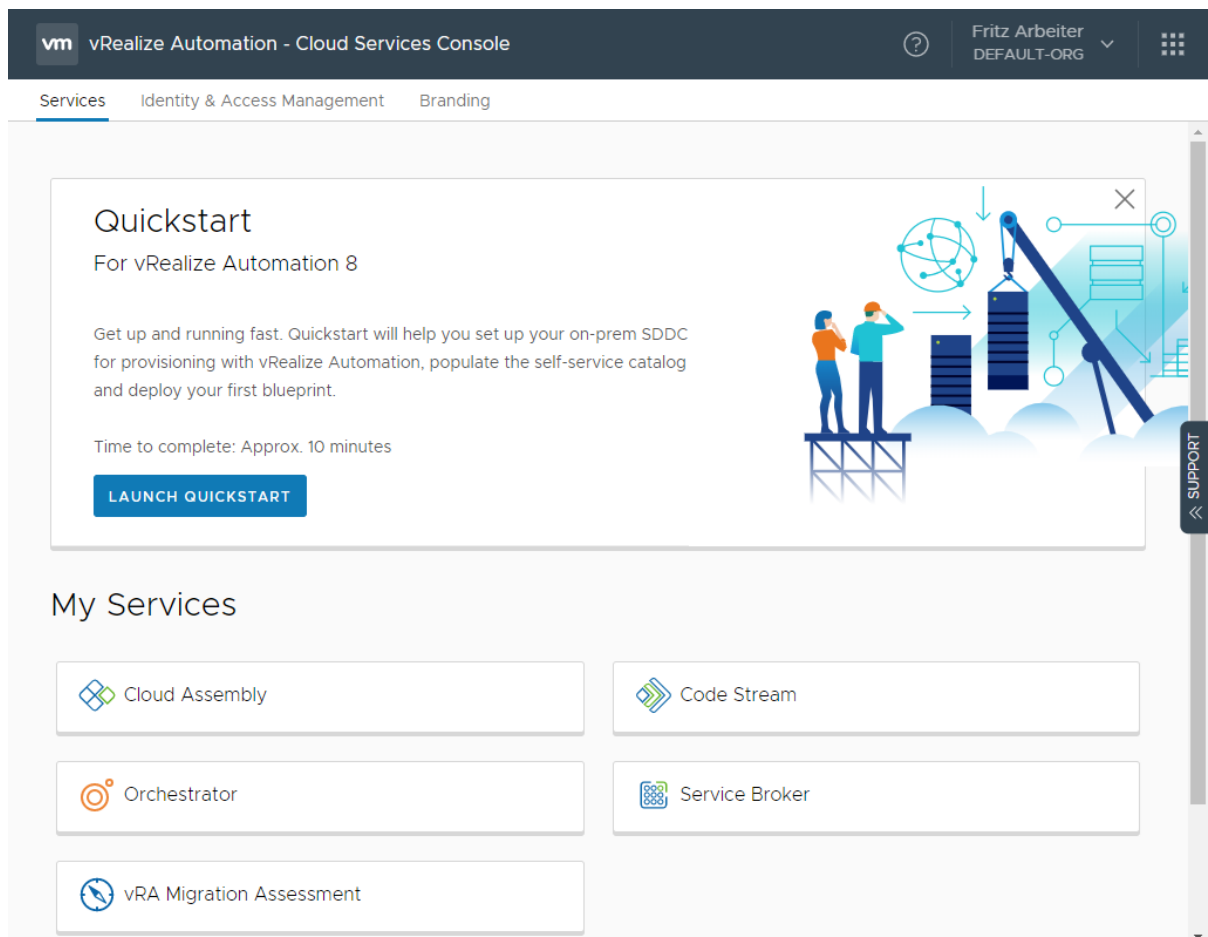 vm vRealize Automation - Cloud Services Console
?
Fritz Arbeiter
DEFAULT-ORG
Services Identity & Access Management Branding
Quickstart
For vRealize Automation 8
Get up and running fast. Quickstart will help you set up your on-prem SDDC
for provisioning with vRealize Automation, populate the self-service catalog
and deploy your first blueprint.
Time to complete: Approx. 10 minutes
LAUNCH QUICKSTART
SUPPORT
My Services
Cloud Assembly
Code Stream
Orchestrator
Service Broker
vRA Migration Assessment